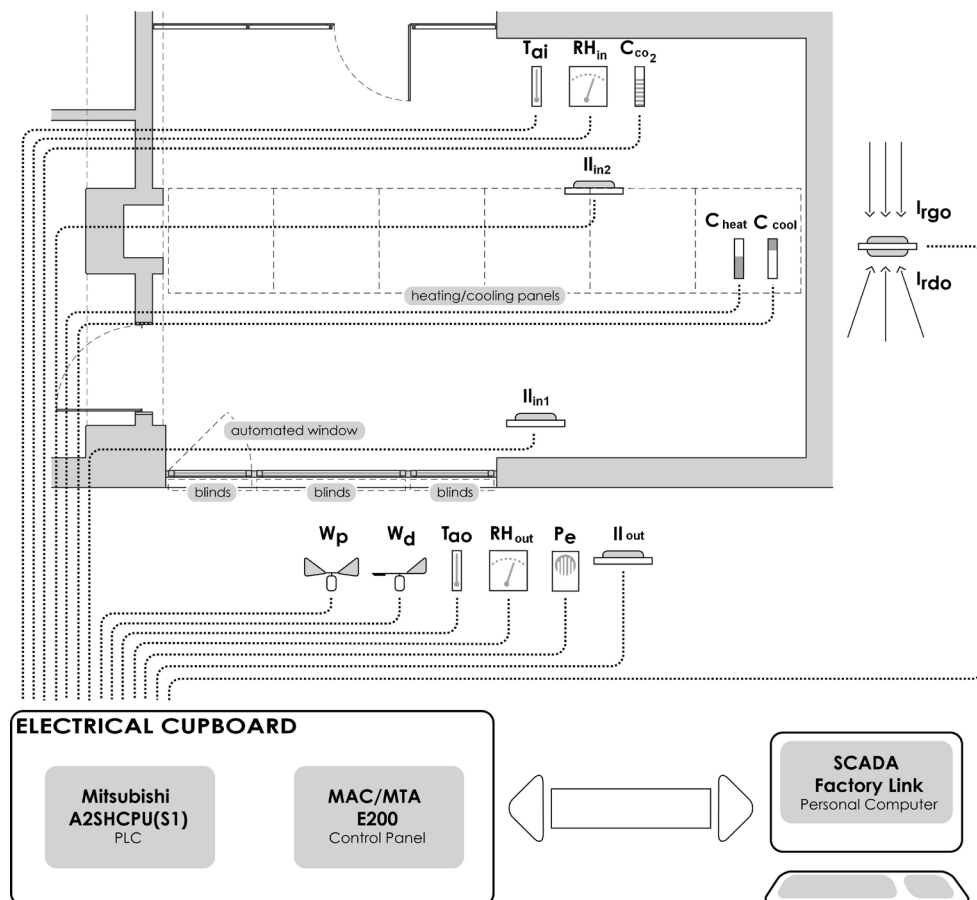 Tai RHin Cco2
IIin2
Irgo
Cheat Ccool
Irdo
heating/cooling panels
IIin1
automated window
blinds blinds blinds
Wp Wd Tao RHout Pe IIout
ELECTRICAL CUPBOARD
Mitsubishi
A2SHCPU(S1)
PLC
MAC/MTA
E200
Control Panel
SCADA
Factory Link
Personal Computer